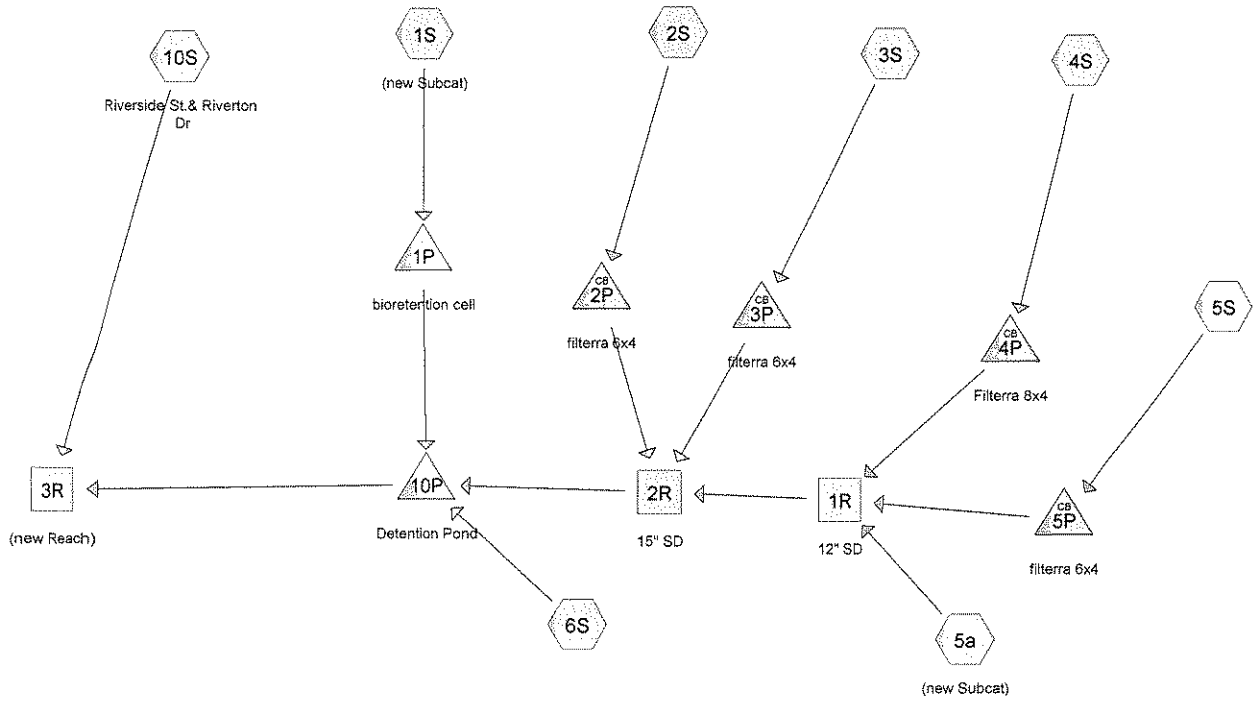 10S
Riverside St.& Riverton
Dr
1S
(new Subcat)
2S
3S
4S
1P
bioretention cell
CB
2P
filterra 6x4
CB
3P
filterra 6x4
CB
4P
Filterra 8x4
5S
3R
(new Reach)
10P
Detention Pond
2R
15" SD
1R
12" SD
CB
5P
filterra 6x4
6S
5a
(new Subcat)